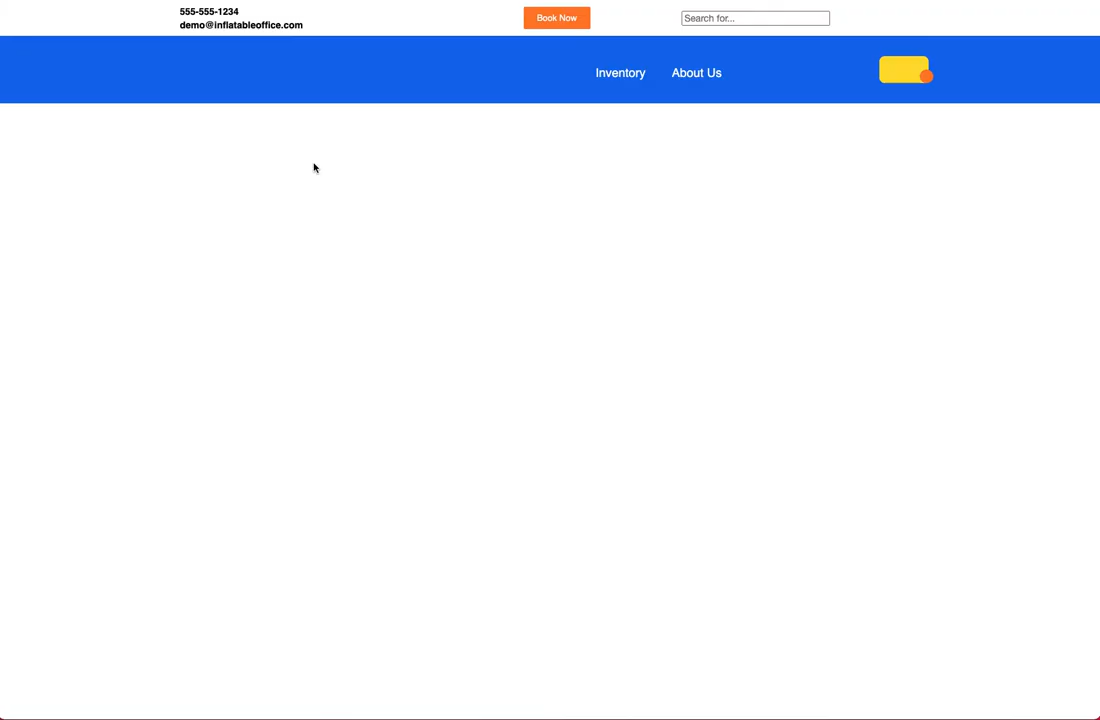 555-555-1234
demo@inflatableoffice.com
Book Now
Search for...
Inventory
About Us